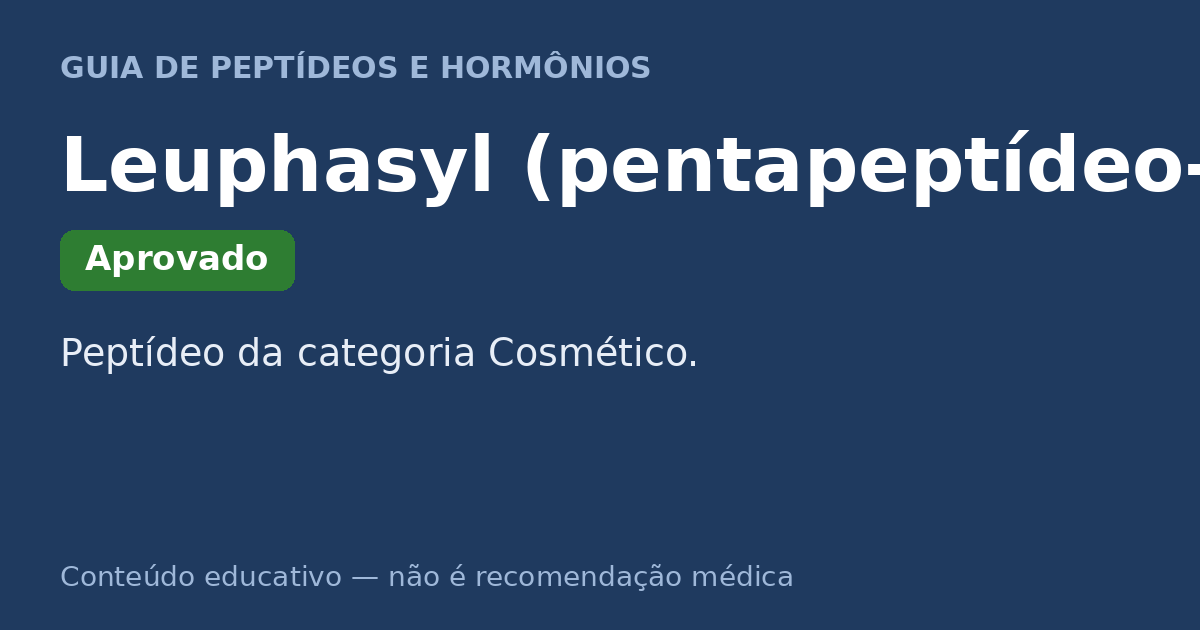 GUIA DE PEPTÍDEOS E HORMÔNIOS
Leuphasyl (pentapeptídeo-
Aprovado
Peptídeo da categoria Cosmético.
Conteúdo educativo — não é recomendação médica